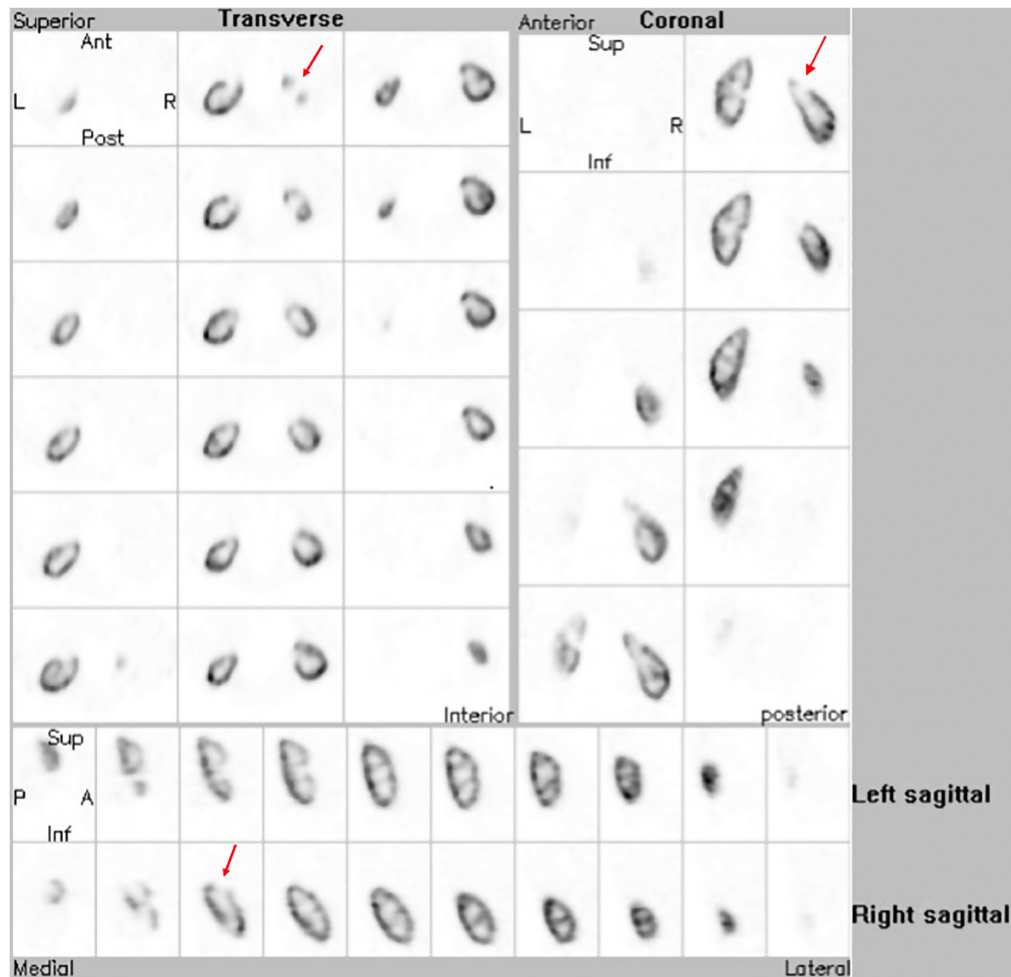 Superior Transverse
Ant
L R
Post
Interior
Anterior Coronal
Sup
L R
Inf
posterior
Sup
P A
Inf
Left sagittal
Right sagittal
Medial Lateral